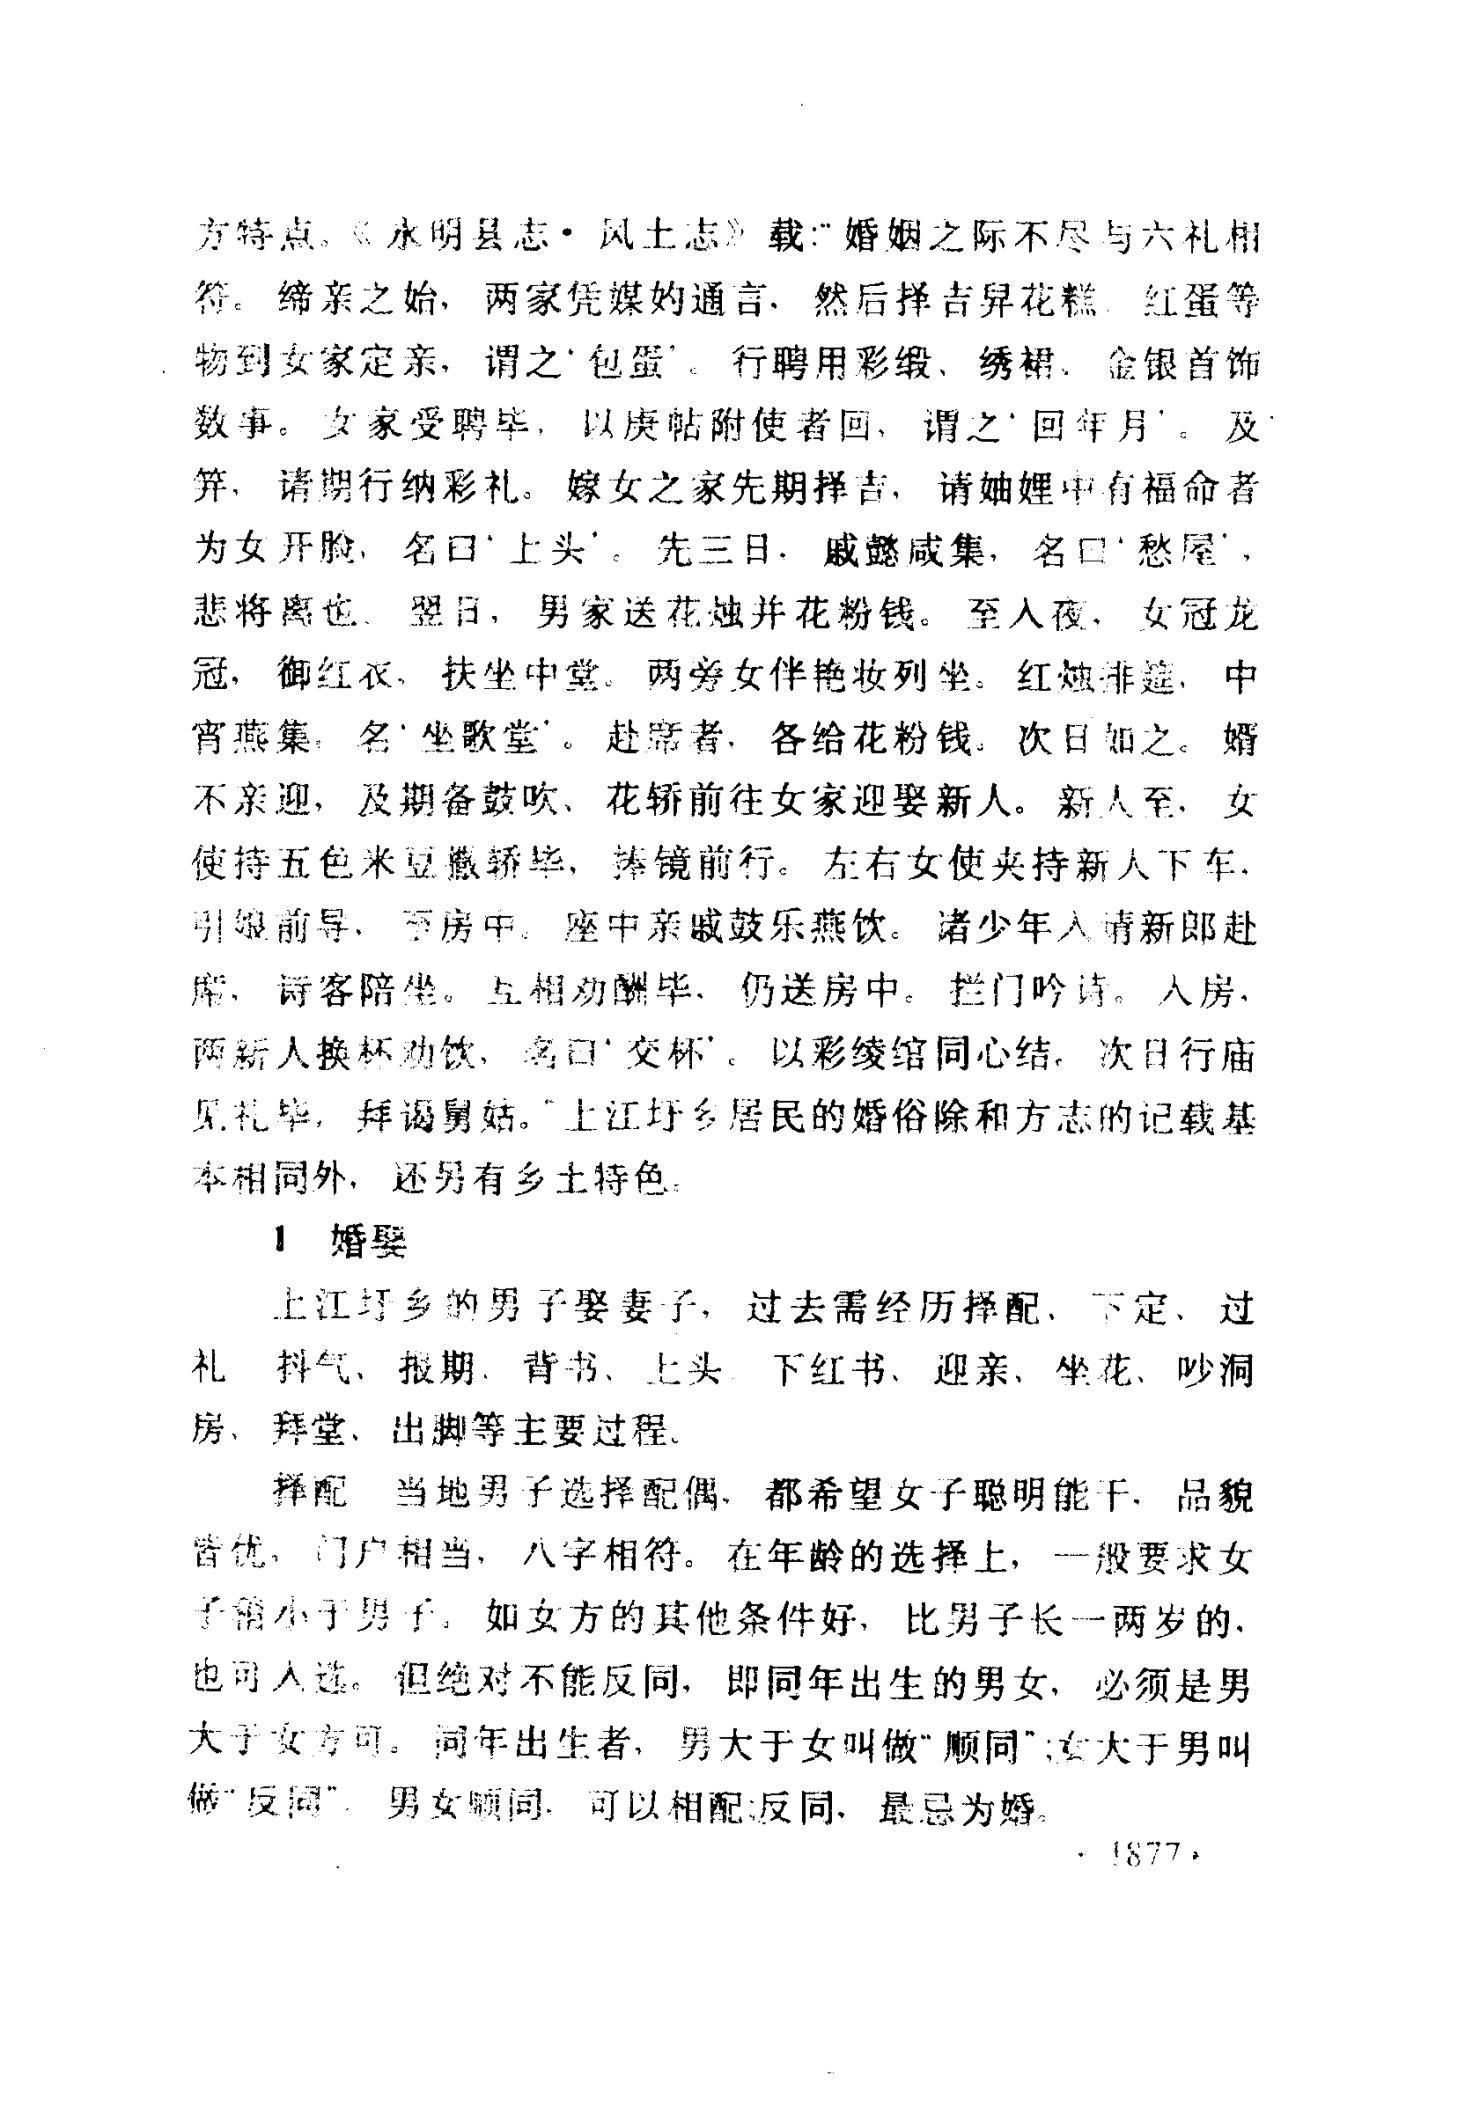 方特点。《永明县志·风土志》载:“婚姻之际不尽与六礼相
符。缔亲之始，两家凭媒妁通言，然后择吉舁花糕、红蛋等
物到女家定亲，谓之‘包蛋’。行聘用彩缎、绣裙、金银首饰
数事。女家受聘毕，以庚帖附使者回，谓之‘回年月’。及
笄，请期行纳彩礼。嫁女之家先期择吉，请妯娌中有福命者
为女开脸，名曰‘上头’。先三日，戚懿咸集，名曰‘愁屋’，
悲将离也。翌日，男家送花烛并花粉钱。至入夜，女冠龙
冠，御红衣，扶坐中堂。两旁女伴艳妆列坐。红烛排筵，中
宵燕集，名‘坐歌堂’。赴席者，各给花粉钱。次日如之。婿
不亲迎，及期备鼓吹、花轿前往女家迎娶新人。新人至，女
使持五色米豆撒轿毕，捧镜前行。左右女使夹持新人下车，
引娘前导，至房中。座中亲戚鼓乐燕饮。诸少年入请新郎赴
席，诗客陪坐。互相劝酬毕，仍送房中。拦门吟诗。入房，
两新人换杯劝饮，名曰‘交杯’。以彩绫绾同心结。次日行庙
见礼毕，拜谒舅姑。”上江圩乡居民的婚俗除和方志的记载基
本相同外，还另有乡土特色。
1 婚娶
上江圩乡的男子娶妻子，过去需经历择配、下定、过
礼、抖气、报期、背书、上头、下红书、迎亲、坐花、吵洞
房、拜堂、出脚等主要过程。
择配 当地男子选择配偶，都希望女子聪明能干，品貌
皆优，门户相当，八字相符。在年龄的选择上，一般要求女
子稍小于男子。如女方的其他条件好，比男子长一两岁的，
也可入选。但绝对不能反同，即同年出生的男女，必须是男
大于女方可。同年出生者，男大于女叫做“顺同”;女大于男叫
做“反同”。男女顺同，可以相配;反同，最忌为婚。
·1877·